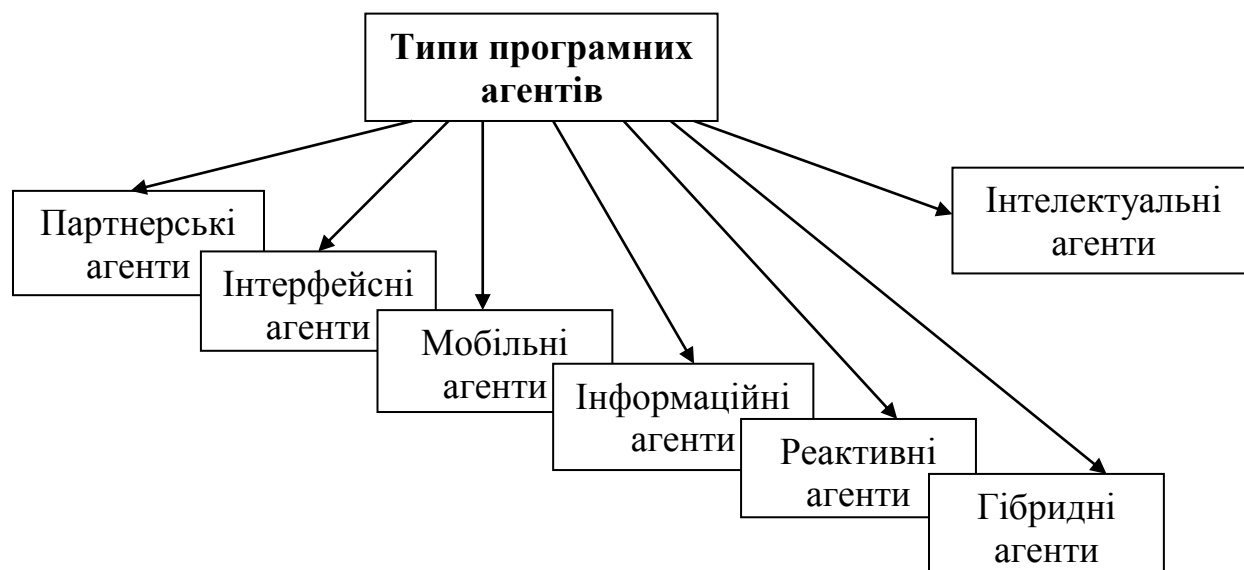 Типи програмних
агентів
Партнерські
агенти
Інтерфейсні
агенти
Мобільні
агенти
Інформаційні
агенти
Реактивні
агенти
Гібридні
агенти
Інтелектуальні
агенти